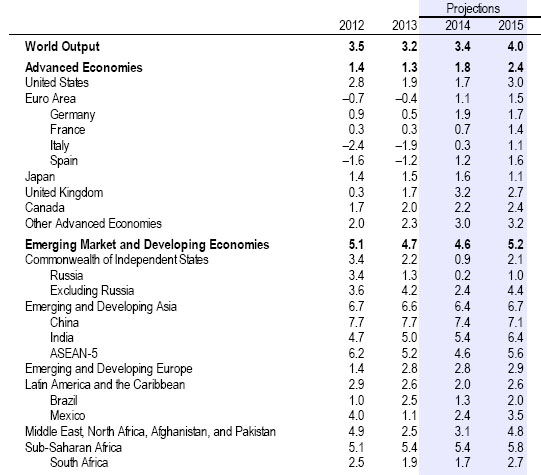 Projections
2012 2013 2014 2015
World Output 3.5 3.2 3.4 4.0
Advanced Economies 1.4 1.3 1.8 2.4
United States 2.8 1.9 1.7 3.0
Euro Area –0.7 –0.4 1.1 1.5
Germany 0.9 0.5 1.9 1.7
France 0.3 0.3 0.7 1.4
Italy –2.4 –1.9 0.3 1.1
Spain –1.6 –1.2 1.2 1.6
Japan 1.4 1.5 1.6 1.1
United Kingdom 0.3 1.7 3.2 2.7
Canada 1.7 2.0 2.2 2.4
Other Advanced Economies 2.0 2.3 3.0 3.2
Emerging Market and Developing Economies 5.1 4.7 4.6 5.2
Commonwealth of Independent States 3.4 2.2 0.9 2.1
Russia 3.4 1.3 0.2 1.0
Excluding Russia 3.6 4.2 2.4 4.4
Emerging and Developing Asia 6.7 6.6 6.4 6.7
China 7.7 7.7 7.4 7.1
India 4.7 5.0 5.4 6.4
ASEAN-5 6.2 5.2 4.6 5.6
Emerging and Developing Europe 1.4 2.8 2.8 2.9
Latin America and the Caribbean 2.9 2.6 2.0 2.6
Brazil 1.0 2.5 1.3 2.0
Mexico 4.0 1.1 2.4 3.5
Middle East, North Africa, Afghanistan, and Pakistan 4.9 2.5 3.1 4.8
Sub-Saharan Africa 5.1 5.4 5.4 5.8
South Africa 2.5 1.9 1.7 2.7